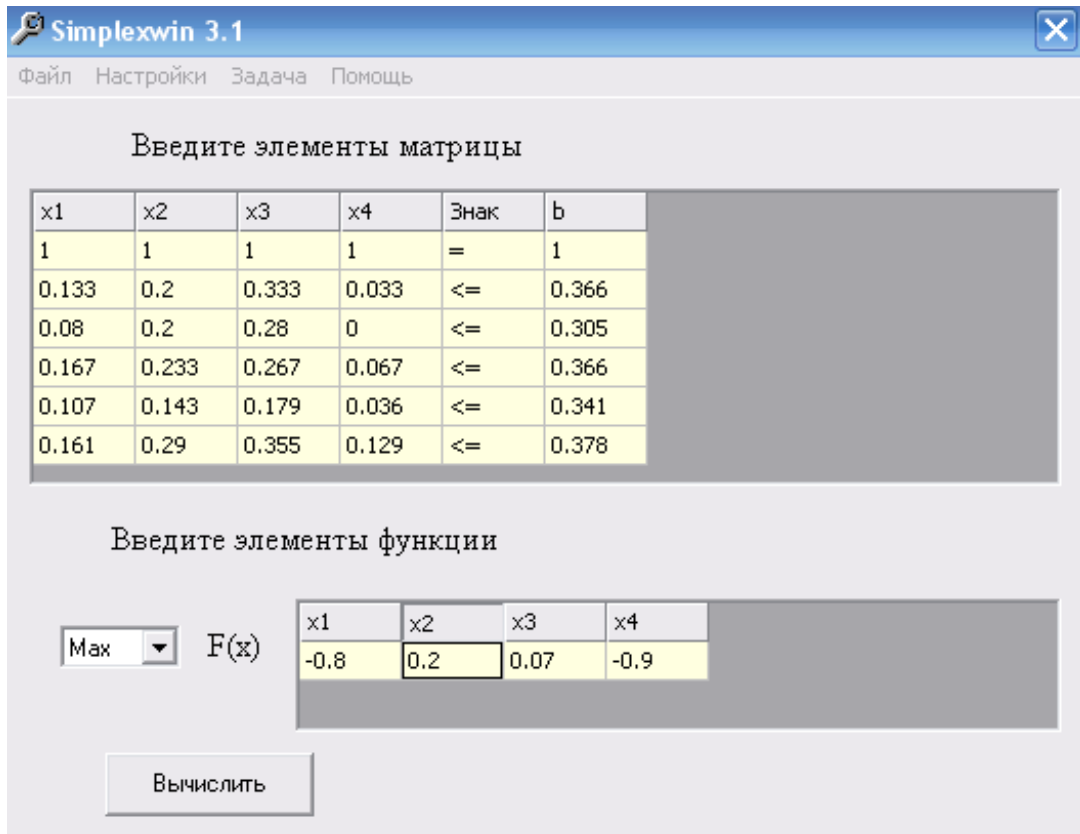 Simplexwin 3.1
Файл Настройки Задача Помощь
Введите элементы матрицы
x1 x2 x3 x4 Знак b
1 1 1 1 = 1
0.133 0.2 0.333 0.033 <= 0.366
0.08 0.2 0.28 0 <= 0.305
0.167 0.233 0.267 0.067 <= 0.366
0.107 0.143 0.179 0.036 <= 0.341
0.161 0.29 0.355 0.129 <= 0.378
Введите элементы функции
x1 x2 x3 x4
Max F(x) -0.8 0.2 0.07 -0.9
Вычислить